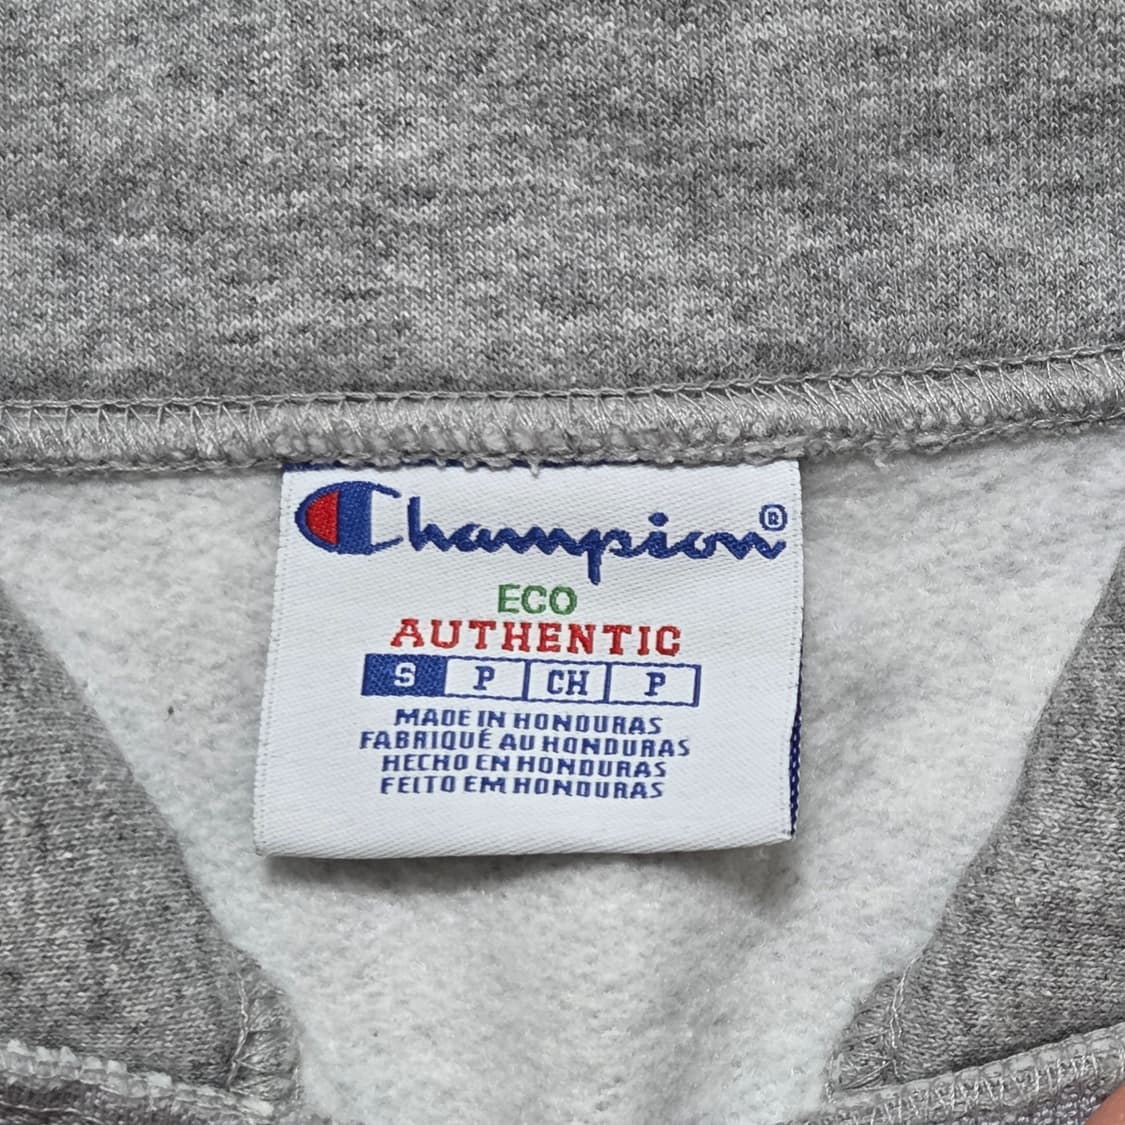 Champion®
ECO
AUTHENTIC
S P CH P
MADE IN HONDURAS
FABRIQUÉ AU HONDURAS
HECHO EN HONDURAS
FEITO EM HONDURAS